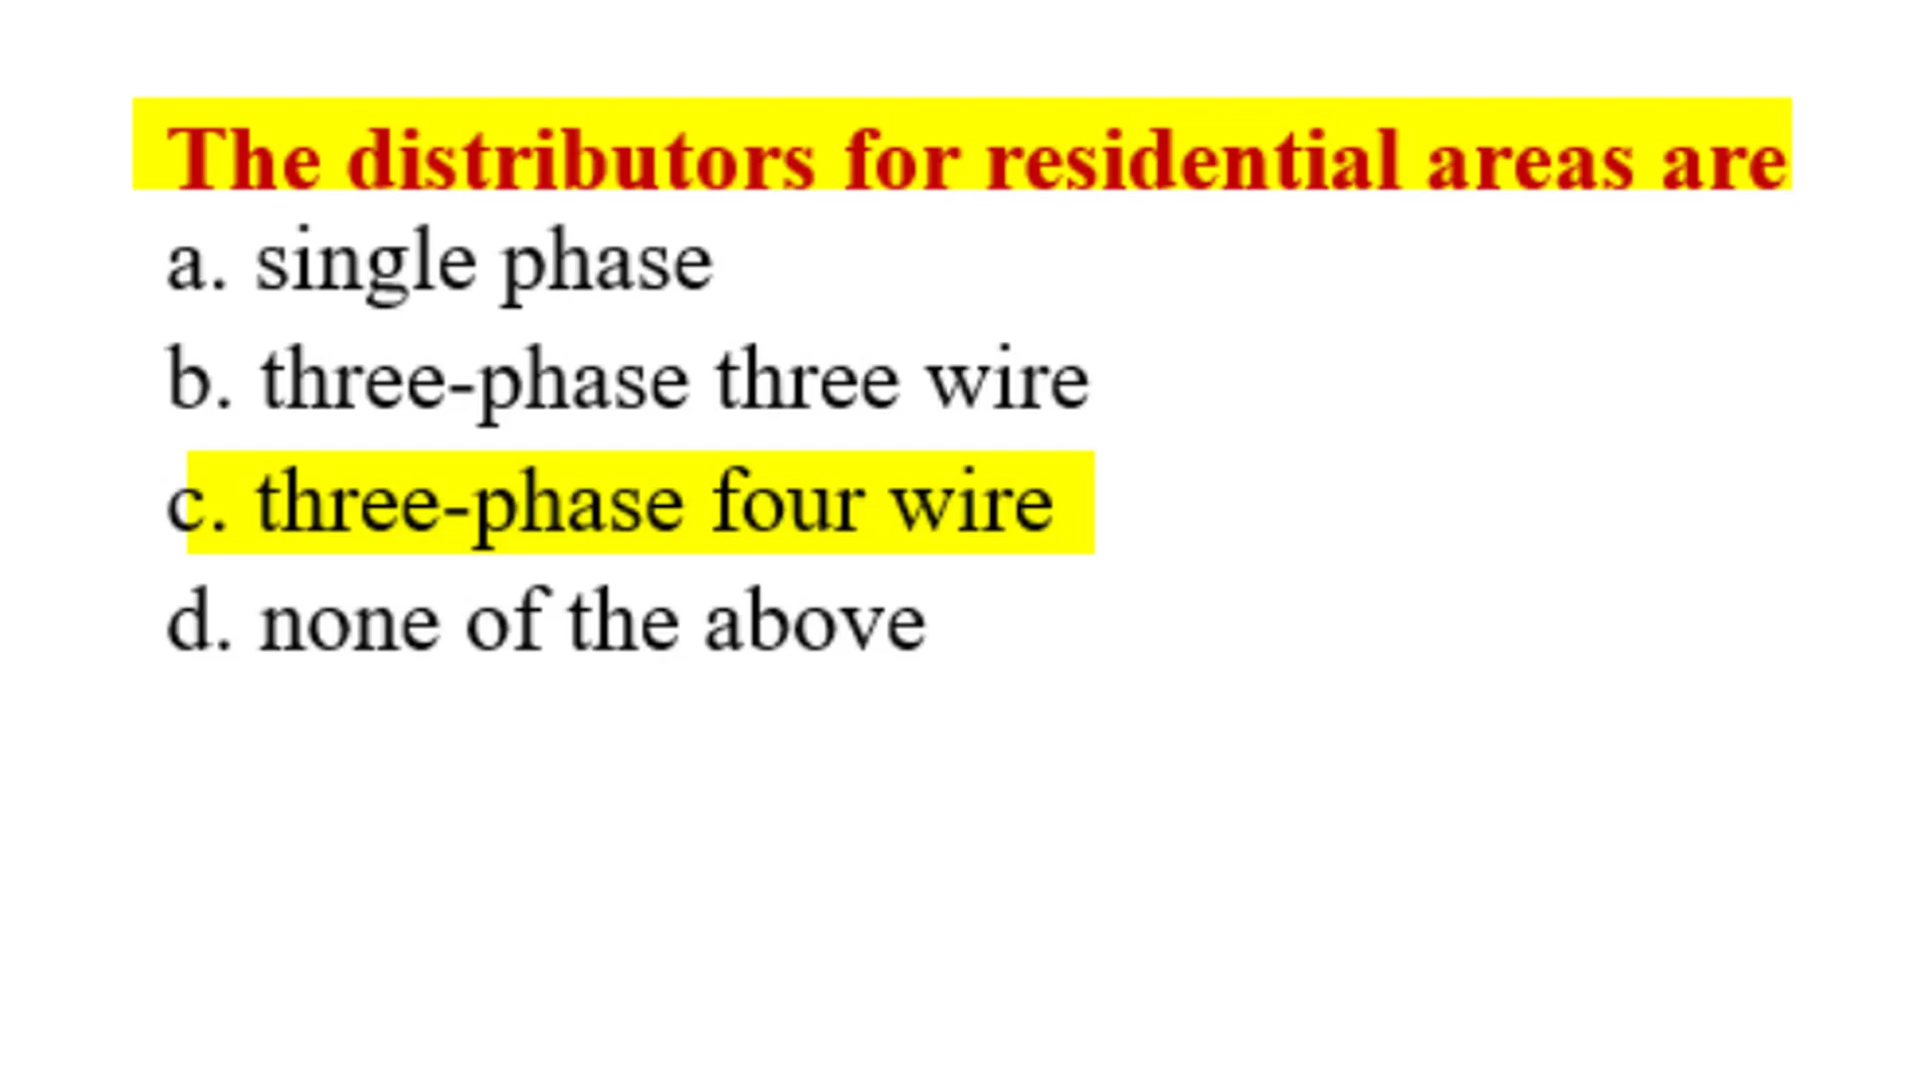 The distributors for residential areas are
a. single phase
b. three-phase three wire
c. three-phase four wire
d. none of the above